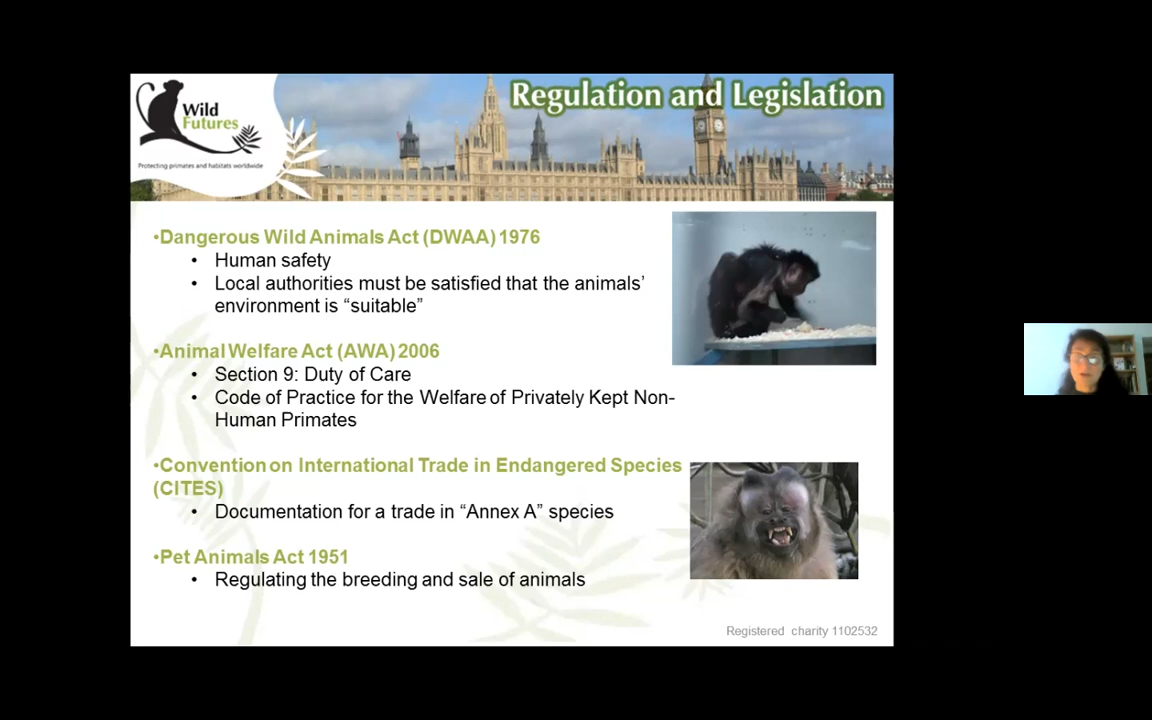 Regulation and Legislation
Wild
Futures
Protecting primates and habitats worldwide
•Dangerous Wild Animals Act (DWAA) 1976
• Human safety
• Local authorities must be satisfied that the animals’
environment is “suitable”
•Animal Welfare Act (AWA) 2006
• Section 9: Duty of Care
• Code of Practice for the Welfare of Privately Kept Non-
Human Primates
•Convention on International Trade in Endangered Species
(CITES)
• Documentation for a trade in “Annex A” species
•Pet Animals Act 1951
• Regulating the breeding and sale of animals
Registered charity 1102532